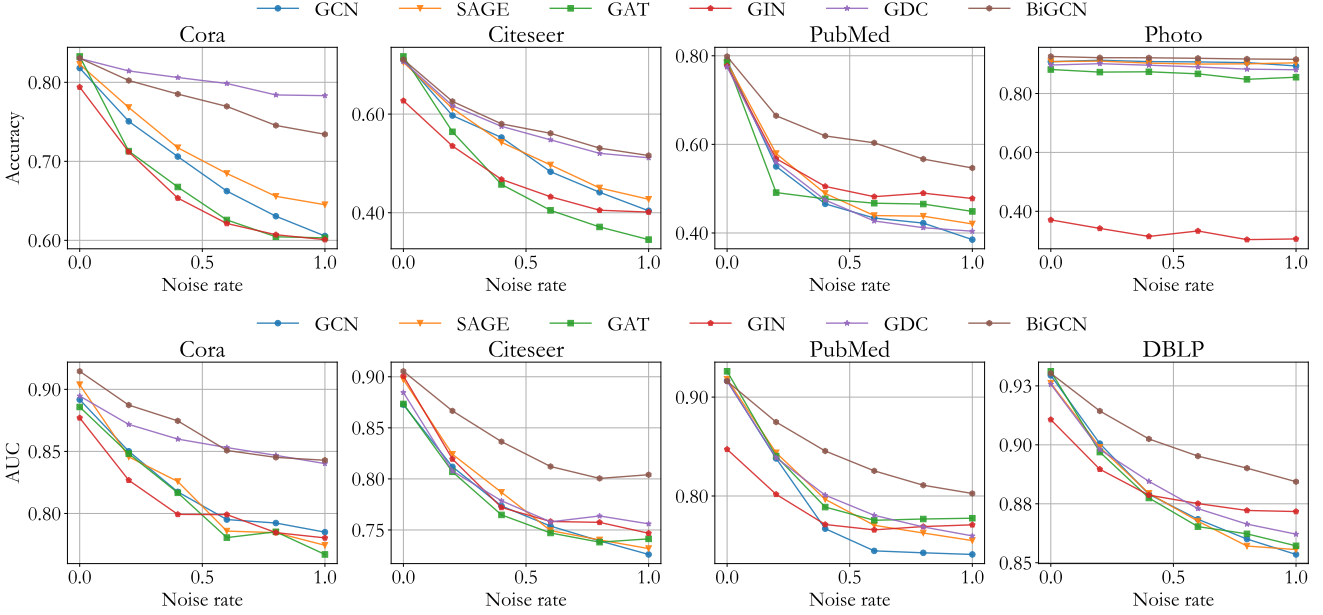 GCN SAGE GAT GIN GDC BiGCN
Cora Citeseer PubMed Photo
Accuracy
0.80
0.70
0.60
0.60
0.40
0.80
0.60
0.40
0.80
0.60
0.40
0.0 0.5 1.0 0.0 0.5 1.0 0.0 0.5 1.0 0.0 0.5 1.0
Noise rate Noise rate Noise rate Noise rate
GCN SAGE GAT GIN GDC BiGCN
Cora Citeseer PubMed DBLP
AUC
0.90
0.85
0.80
0.90
0.85
0.80
0.75
0.90
0.80
0.93
0.90
0.88
0.85
0.0 0.5 1.0 0.0 0.5 1.0 0.0 0.5 1.0 0.0 0.5 1.0
Noise rate Noise rate Noise rate Noise rate